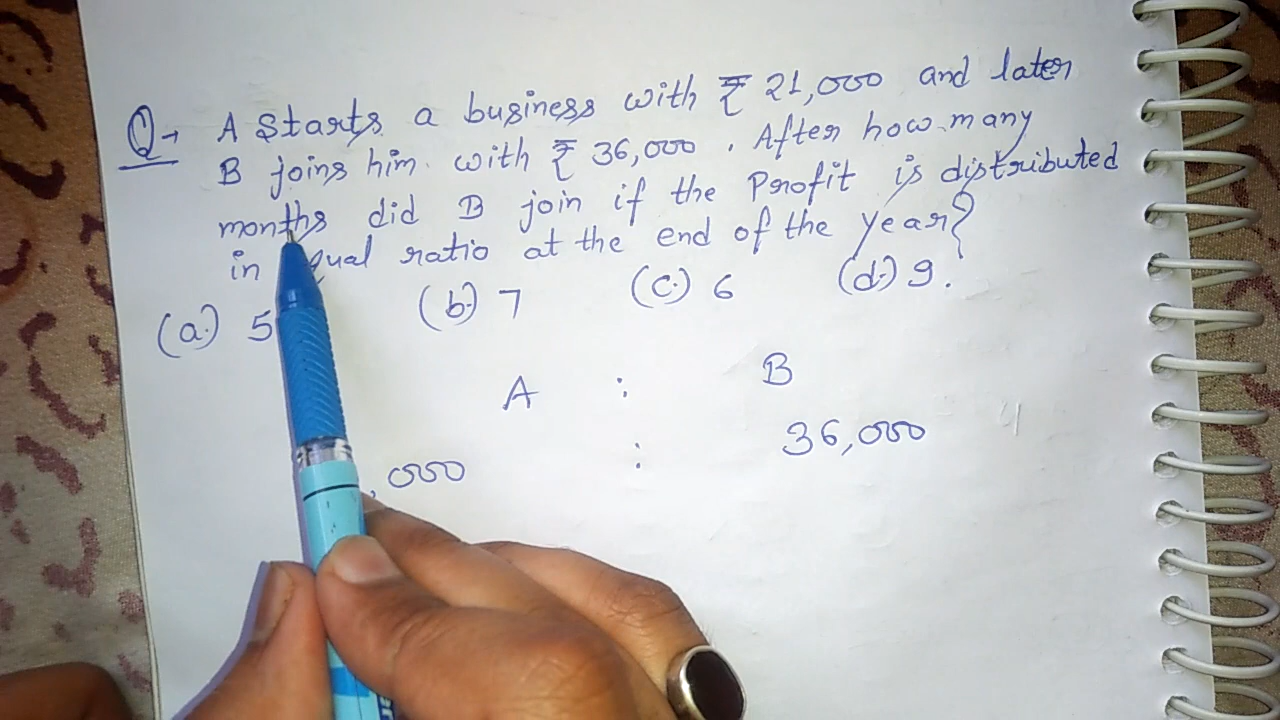 Q→ A Starts a business with ₹ 21,000 and later
B joins him with ₹ 36,000. After how many
months did B join if the Profit is distributed
in qual ratio at the end of the year?
(a.) 5 (b.) 7 (c.) 6 (d.) 9.
A : B
,000 : 36,000